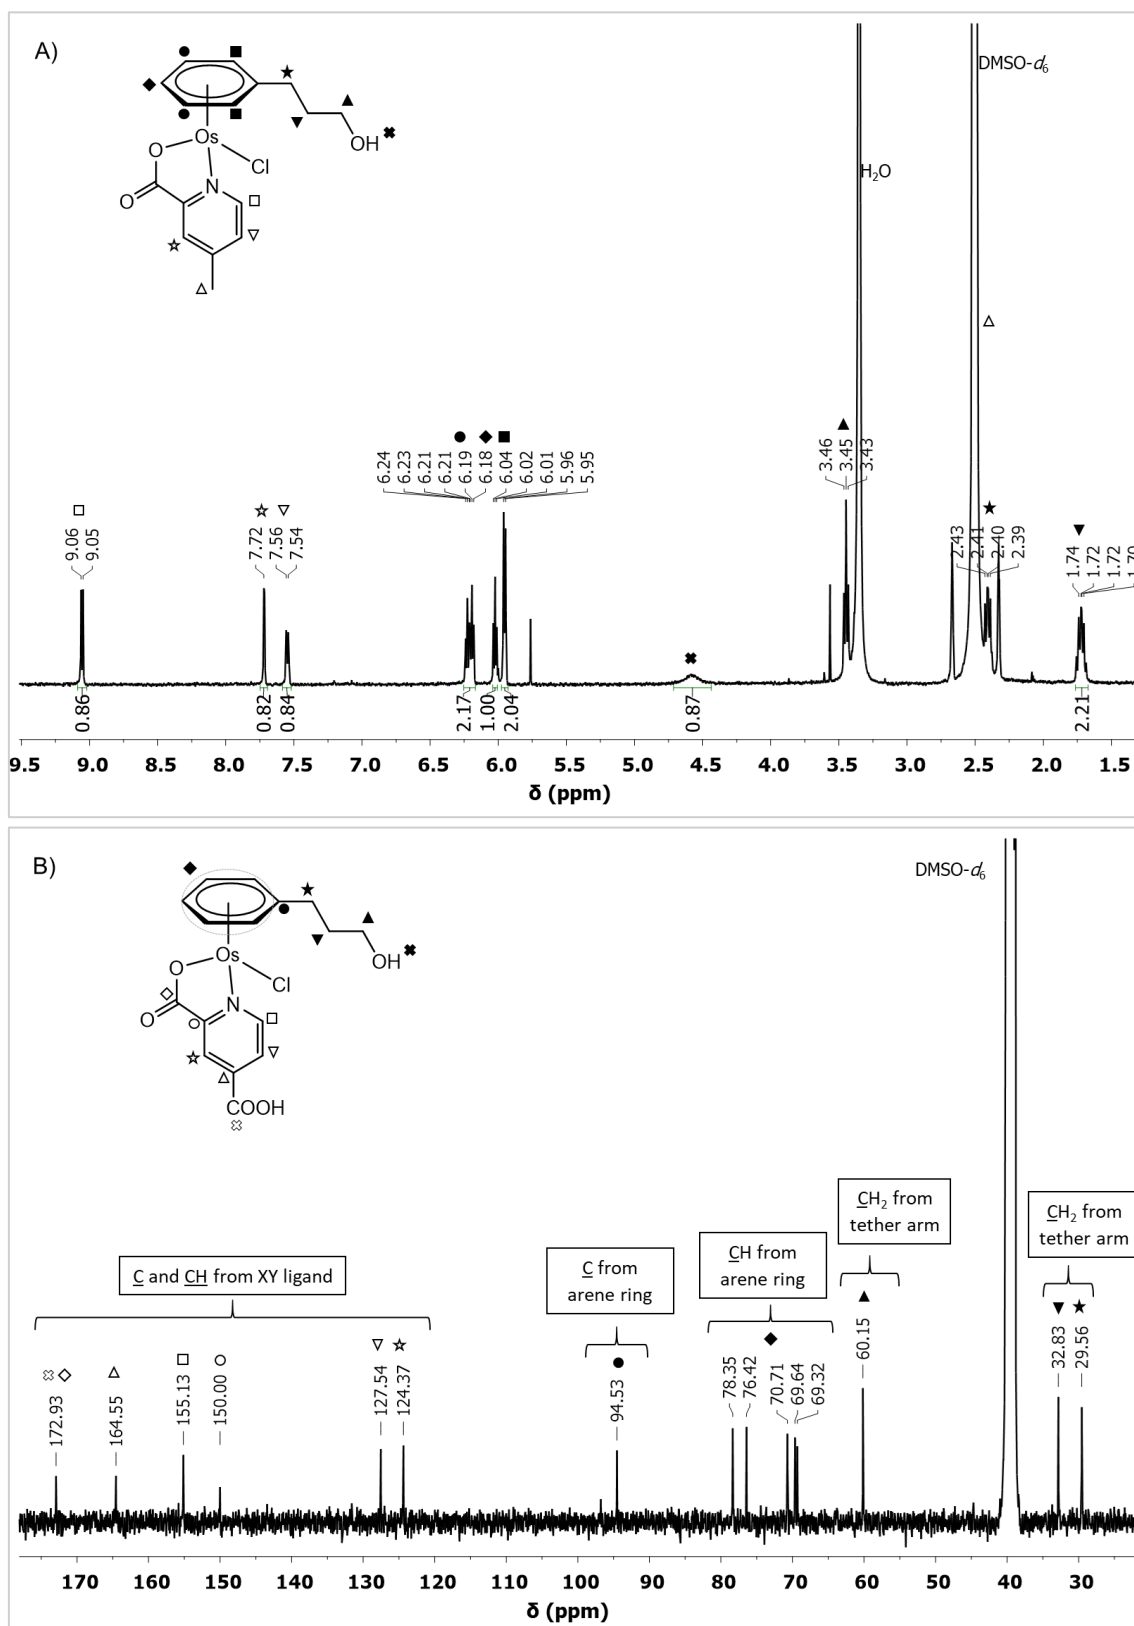 A)
Os
O
Cl
O
N
OH
DMSO-d6
H2O
9.06
9.05
7.72
7.56
7.54
6.24
6.23
6.21
6.21
6.19
6.18
6.04
6.02
6.01
5.96
5.95
3.46
3.45
3.43
2.43
2.41
2.40
2.39
1.74
1.72
1.72
0.86
0.82
0.84
2.17
1.00
2.04
0.87
2.21
9.5 9.0 8.5 8.0 7.5 7.0 6.5 6.0 5.5 5.0 4.5 4.0 3.5 3.0 2.5 2.0 1.5
δ (ppm)
B)
Os
O
Cl
O
N
OH
COOH
DMSO-d6
C and CH from XY ligand
C from
arene ring
CH from
arene ring
CH2 from
tether arm
CH2 from
tether arm
172.93
164.55
155.13
150.00
127.54
124.37
94.53
78.35
76.42
70.71
69.64
69.32
60.15
32.83
29.56
170 160 150 140 130 120 110 100 90 80 70 60 50 40 30
δ (ppm)